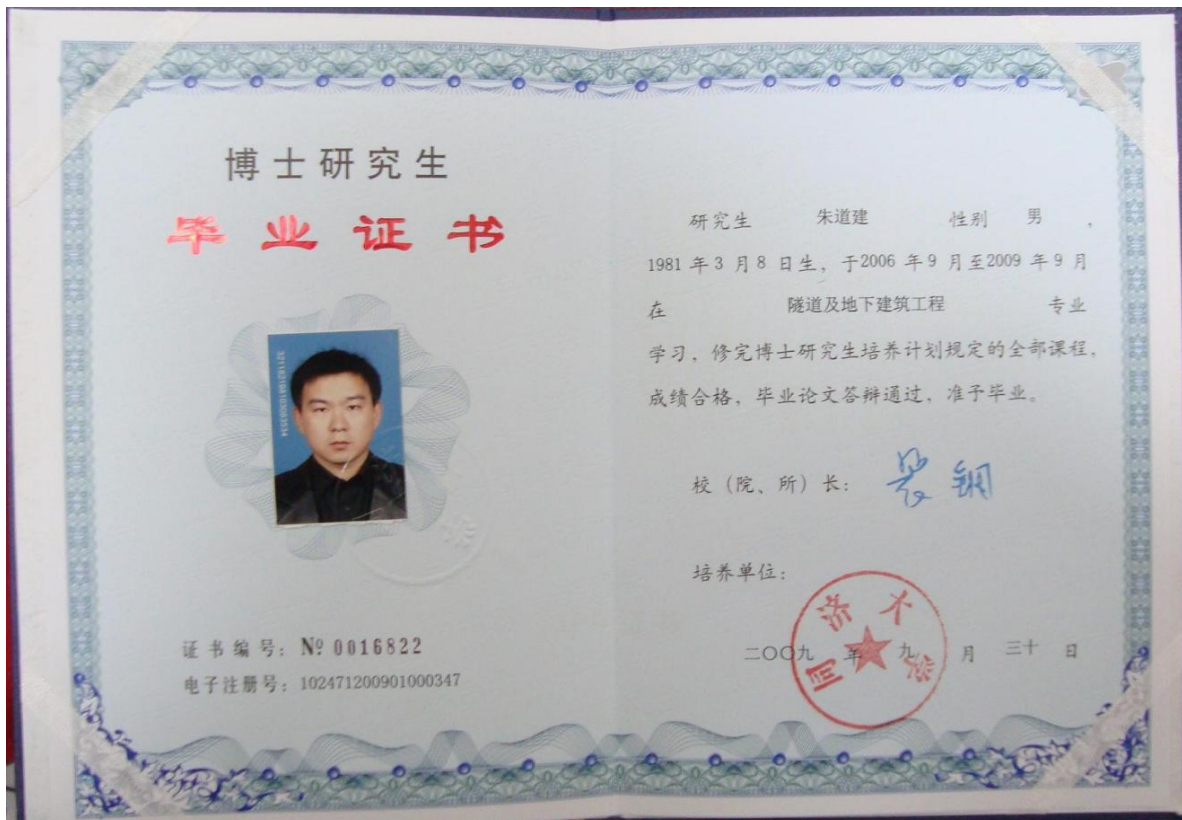 博士研究生
毕业证书
证书编号：№ 0016822
电子注册号：102471200901000347
研究生 朱道建 性别 男 ，
1981 年 3 月 8 日生，于2006 年 9 月至2009 年 9 月
在 隧道及地下建筑工程 专业
学习，修完博士研究生培养计划规定的全部课程，
成绩合格，毕业论文答辩通过，准予毕业。
校（院、所）长：裴钢
培养单位：
同济大学
二〇〇九 年 九 月 三十 日